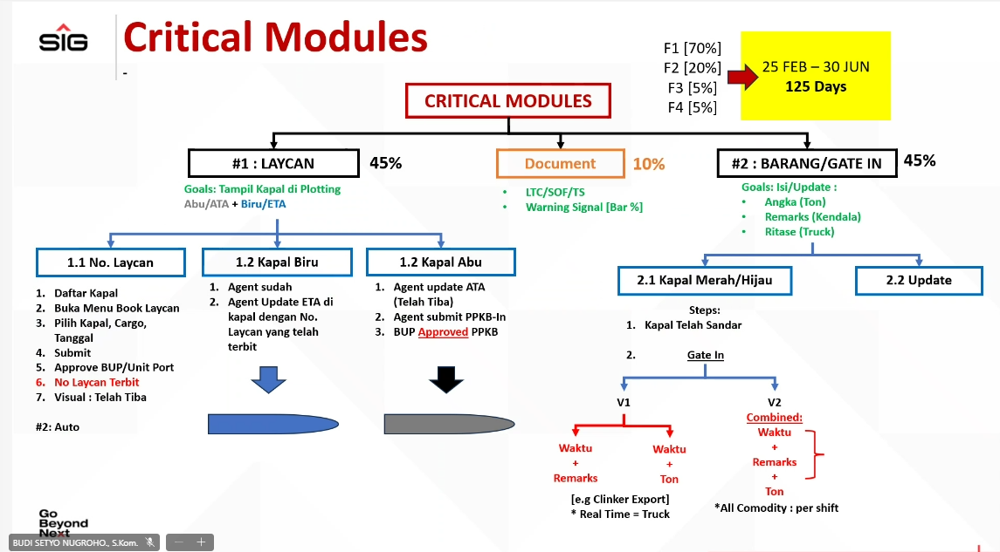 SIG
Critical Modules
-
F1 [70%]
F2 [20%]
F3 [5%]
F4 [5%]
25 FEB – 30 JUN
125 Days
CRITICAL MODULES
#1 : LAYCAN
45%
Goals: Tampil Kapal di Plotting
Abu/ATA + Biru/ETA
Document
10%
• LTC/SOF/TS
• Warning Signal [Bar %]
#2 : BARANG/GATE IN
45%
Goals: Isi/Update :
• Angka (Ton)
• Remarks (Kendala)
• Ritase (Truck)
1.1 No. Laycan
1. Daftar Kapal
2. Buka Menu Book Laycan
3. Pilih Kapal, Cargo,
Tanggal
4. Submit
5. Approve BUP/Unit Port
6. No Laycan Terbit
7. Visual : Telah Tiba
#2: Auto
1.2 Kapal Biru
1. Agent sudah
2. Agent Update ETA di
kapal dengan No.
Laycan yang telah
terbit
1.2 Kapal Abu
1. Agent update ATA
(Telah Tiba)
2. Agent submit PPKB-In
3. BUP Approved PPKB
2.1 Kapal Merah/Hijau
Steps:
1. Kapal Telah Sandar
2. Gate In
V1
Waktu
+
Remarks
Waktu
+
Ton
[e.g Clinker Export]
* Real Time = Truck
V2
Combined:
Waktu
+
Remarks
+
Ton
*All Comodity : per shift
2.2 Update
Go
Beyond
Next
BUDI SETYO NUGROHO., S.Kom.